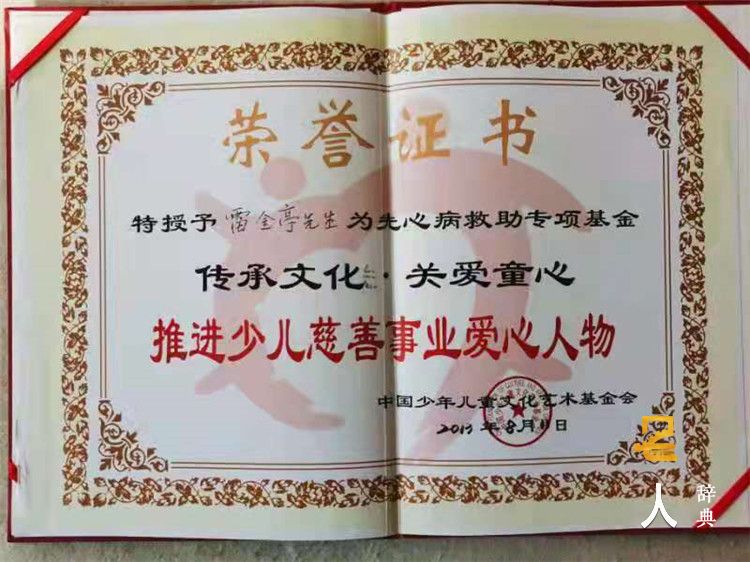 荣誉证书
特授予 雷金亭先生 为先心病救助专项基金
传承文化·关爱童心
推进少儿慈善事业爱心人物
中国少年儿童文化艺术基金会
年8月11日
名人辞典